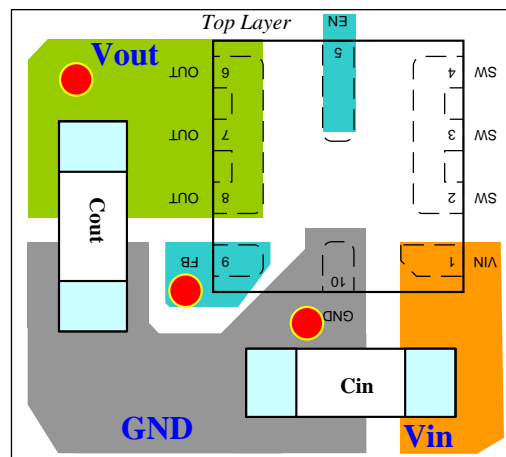 Top Layer
EN
5
Vout
OUT
6
4
SW
OUT
7
3
SW
OUT
8
2
SW
Cout
FB
9
10
1
VIN
GND
Cin
GND
Vin